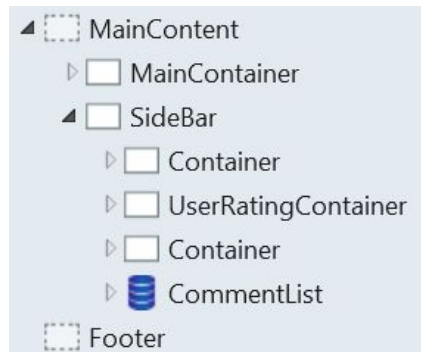 MainContent
MainContainer
SideBar
Container
UserRatingContainer
Container
CommentList
Footer